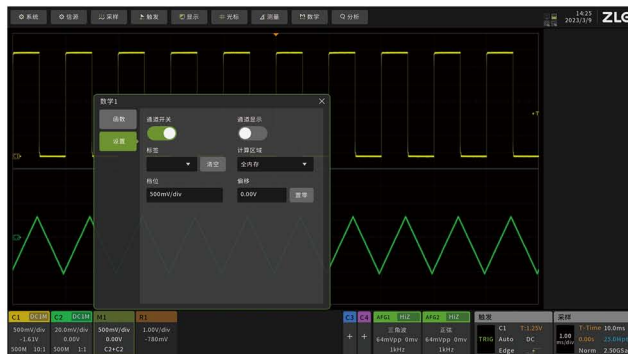 系统 信源 采样 触发 显示 光标 测量 数学 分析
14:25
2023/3/9
ZLG
+T
数学1
函数
设置
通道开关 通道显示
标签 计算区域
清空 全内存
档位 偏移
500mV/div 0.00V 置零
C1 DC1M C2 DC1M M1 R1
500mV/div 20.0mV/div 500mV/div 1.00V/div
-1.61V 0.00V 0.00V -780mV
500M 10:1 500M 1:1 C2+C2
C3 C4 AFG1 HiZ AFG2 HiZ 触发 采样
三角波 正弦
64mVpp 0mv 64mVpp 0mv
1kHz 1kHz
TRIG C1 T:1.25V
Auto DC
Edge
1.00 ms/div T-Time 10.0ms
0.00s
Norm 2.50GSa